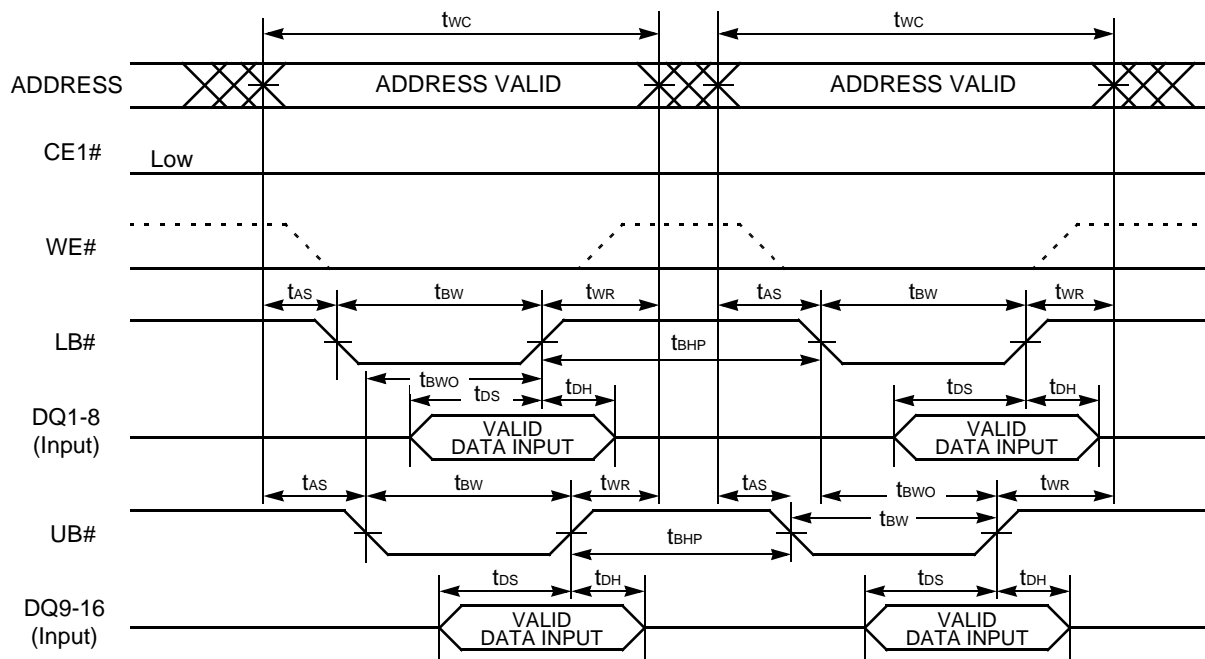 tWC tWC
ADDRESS ADDRESS VALID ADDRESS VALID
CE1# Low
WE#
tAS tBW tWR tAS tBW tWR
LB#
tBHP
tBWO
tDS tDH tDS tDH
DQ1-8
(Input)
VALID
DATA INPUT
VALID
DATA INPUT
tAS tBW tWR tAS tBWO tWR
tBW
UB#
tBHP
tDS tDH tDS tDH
DQ9-16
(Input)
VALID
DATA INPUT
VALID
DATA INPUT